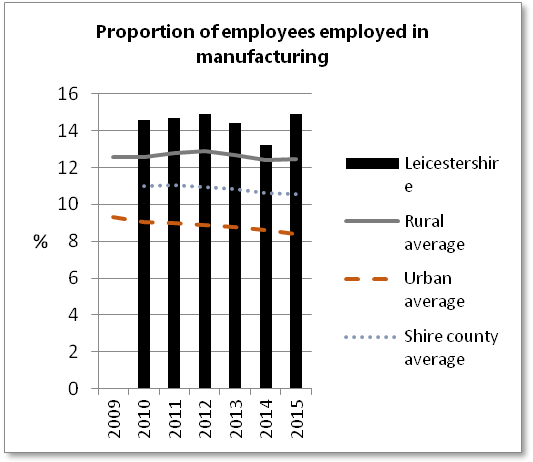 Proportion of employees employed in
manufacturing
16
14
12
10
8
6
4
2
0
%
2009
2010
2011
2012
2013
2014
2015
Leicestershir
e
Rural
average
Urban
average
Shire county
average